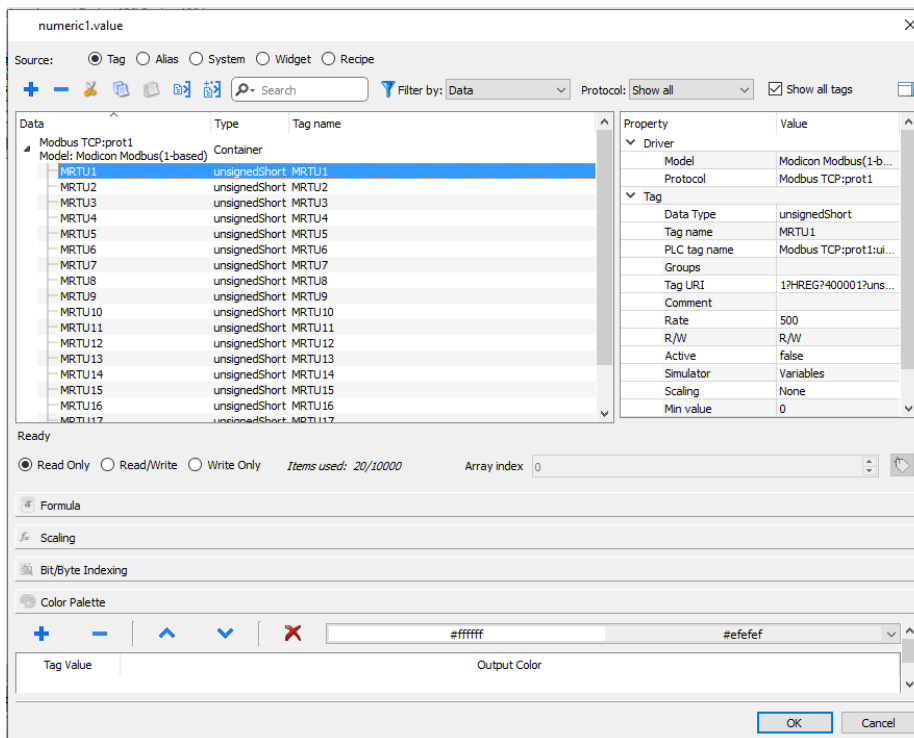 numeric1.value
Source: Tag Alias System Widget Recipe
Search Filter by: Data Protocol: Show all Show all tags
Data Type Tag name
Modbus TCP:prot1
Model: Modicon Modbus(1-based) Container
MRTU1 unsignedShort MRTU1
MRTU2 unsignedShort MRTU2
MRTU3 unsignedShort MRTU3
MRTU4 unsignedShort MRTU4
MRTU5 unsignedShort MRTU5
MRTU6 unsignedShort MRTU6
MRTU7 unsignedShort MRTU7
MRTU8 unsignedShort MRTU8
MRTU9 unsignedShort MRTU9
MRTU10 unsignedShort MRTU10
MRTU11 unsignedShort MRTU11
MRTU12 unsignedShort MRTU12
MRTU13 unsignedShort MRTU13
MRTU14 unsignedShort MRTU14
MRTU15 unsignedShort MRTU15
MRTU16 unsignedShort MRTU16
MRTU17 unsignedShort MRTU17
Property Value
Driver
Model Modicon Modbus(1-b...
Protocol Modbus TCP:prot1
Tag
Data Type unsignedShort
Tag name MRTU1
PLC tag name Modbus TCP:prot1:ui...
Groups
Tag URI 1?HREG?400001?uns...
Comment
Rate 500
R/W R/W
Active false
Simulator Variables
Scaling None
Min value 0
Ready
Read Only Read/Write Write Only Items used: 20/10000 Array index 0
Formula
Scaling
Bit/Byte Indexing
Color Palette
#ffffff #efefef
Tag Value Output Color
OK Cancel